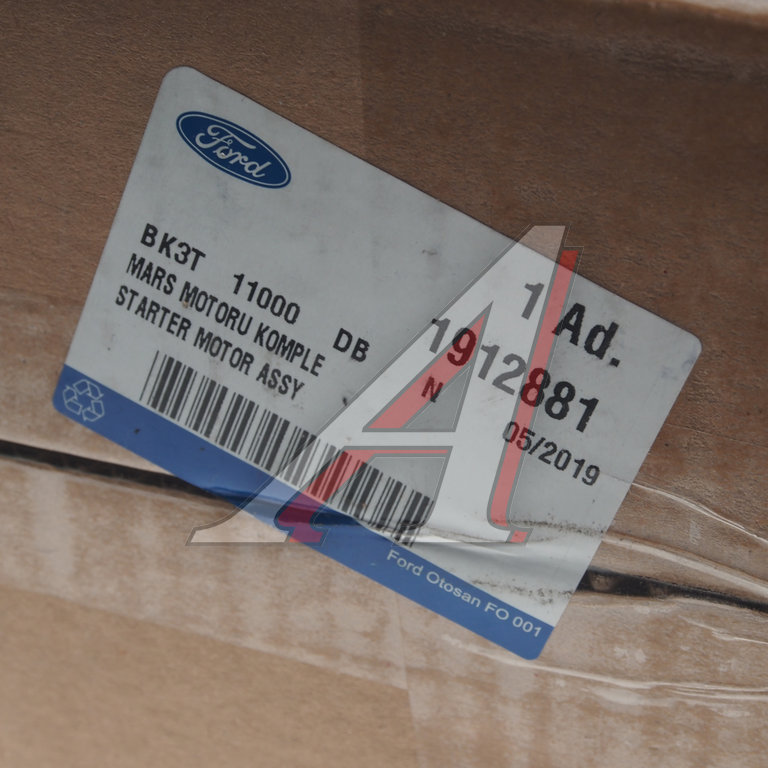 Ford
1 Ad.
BK3T 11000 DB
1912881
MARS MOTORU KOMPLE
N
STARTER MOTOR ASSY
05/2019
Ford Otosan FO 001
A